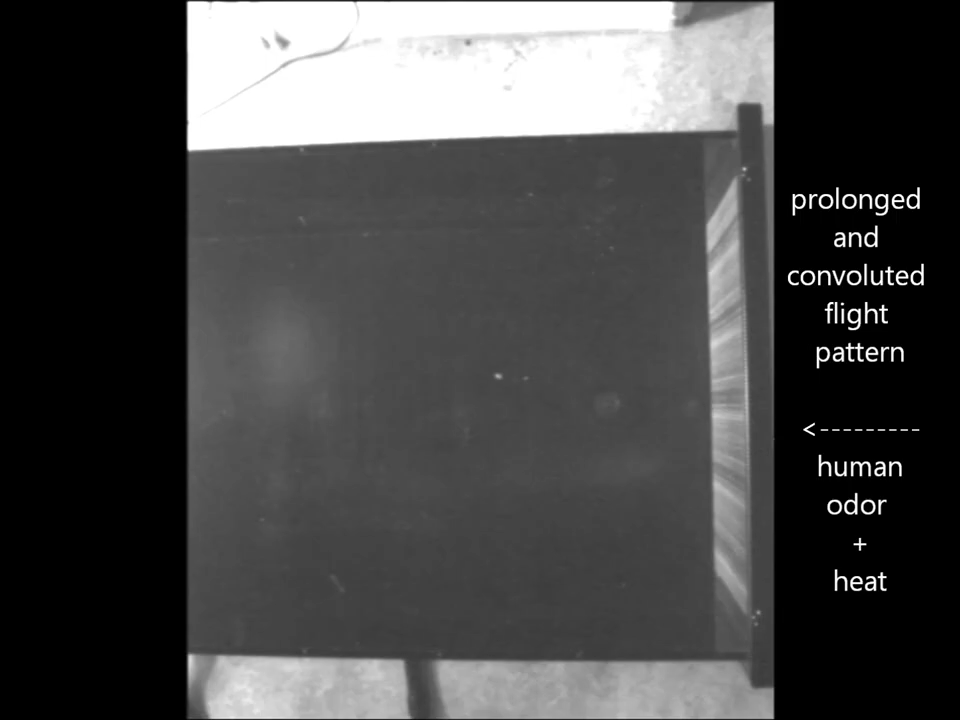 prolonged
and
convoluted
flight
pattern
<---------
human
odor
+
heat